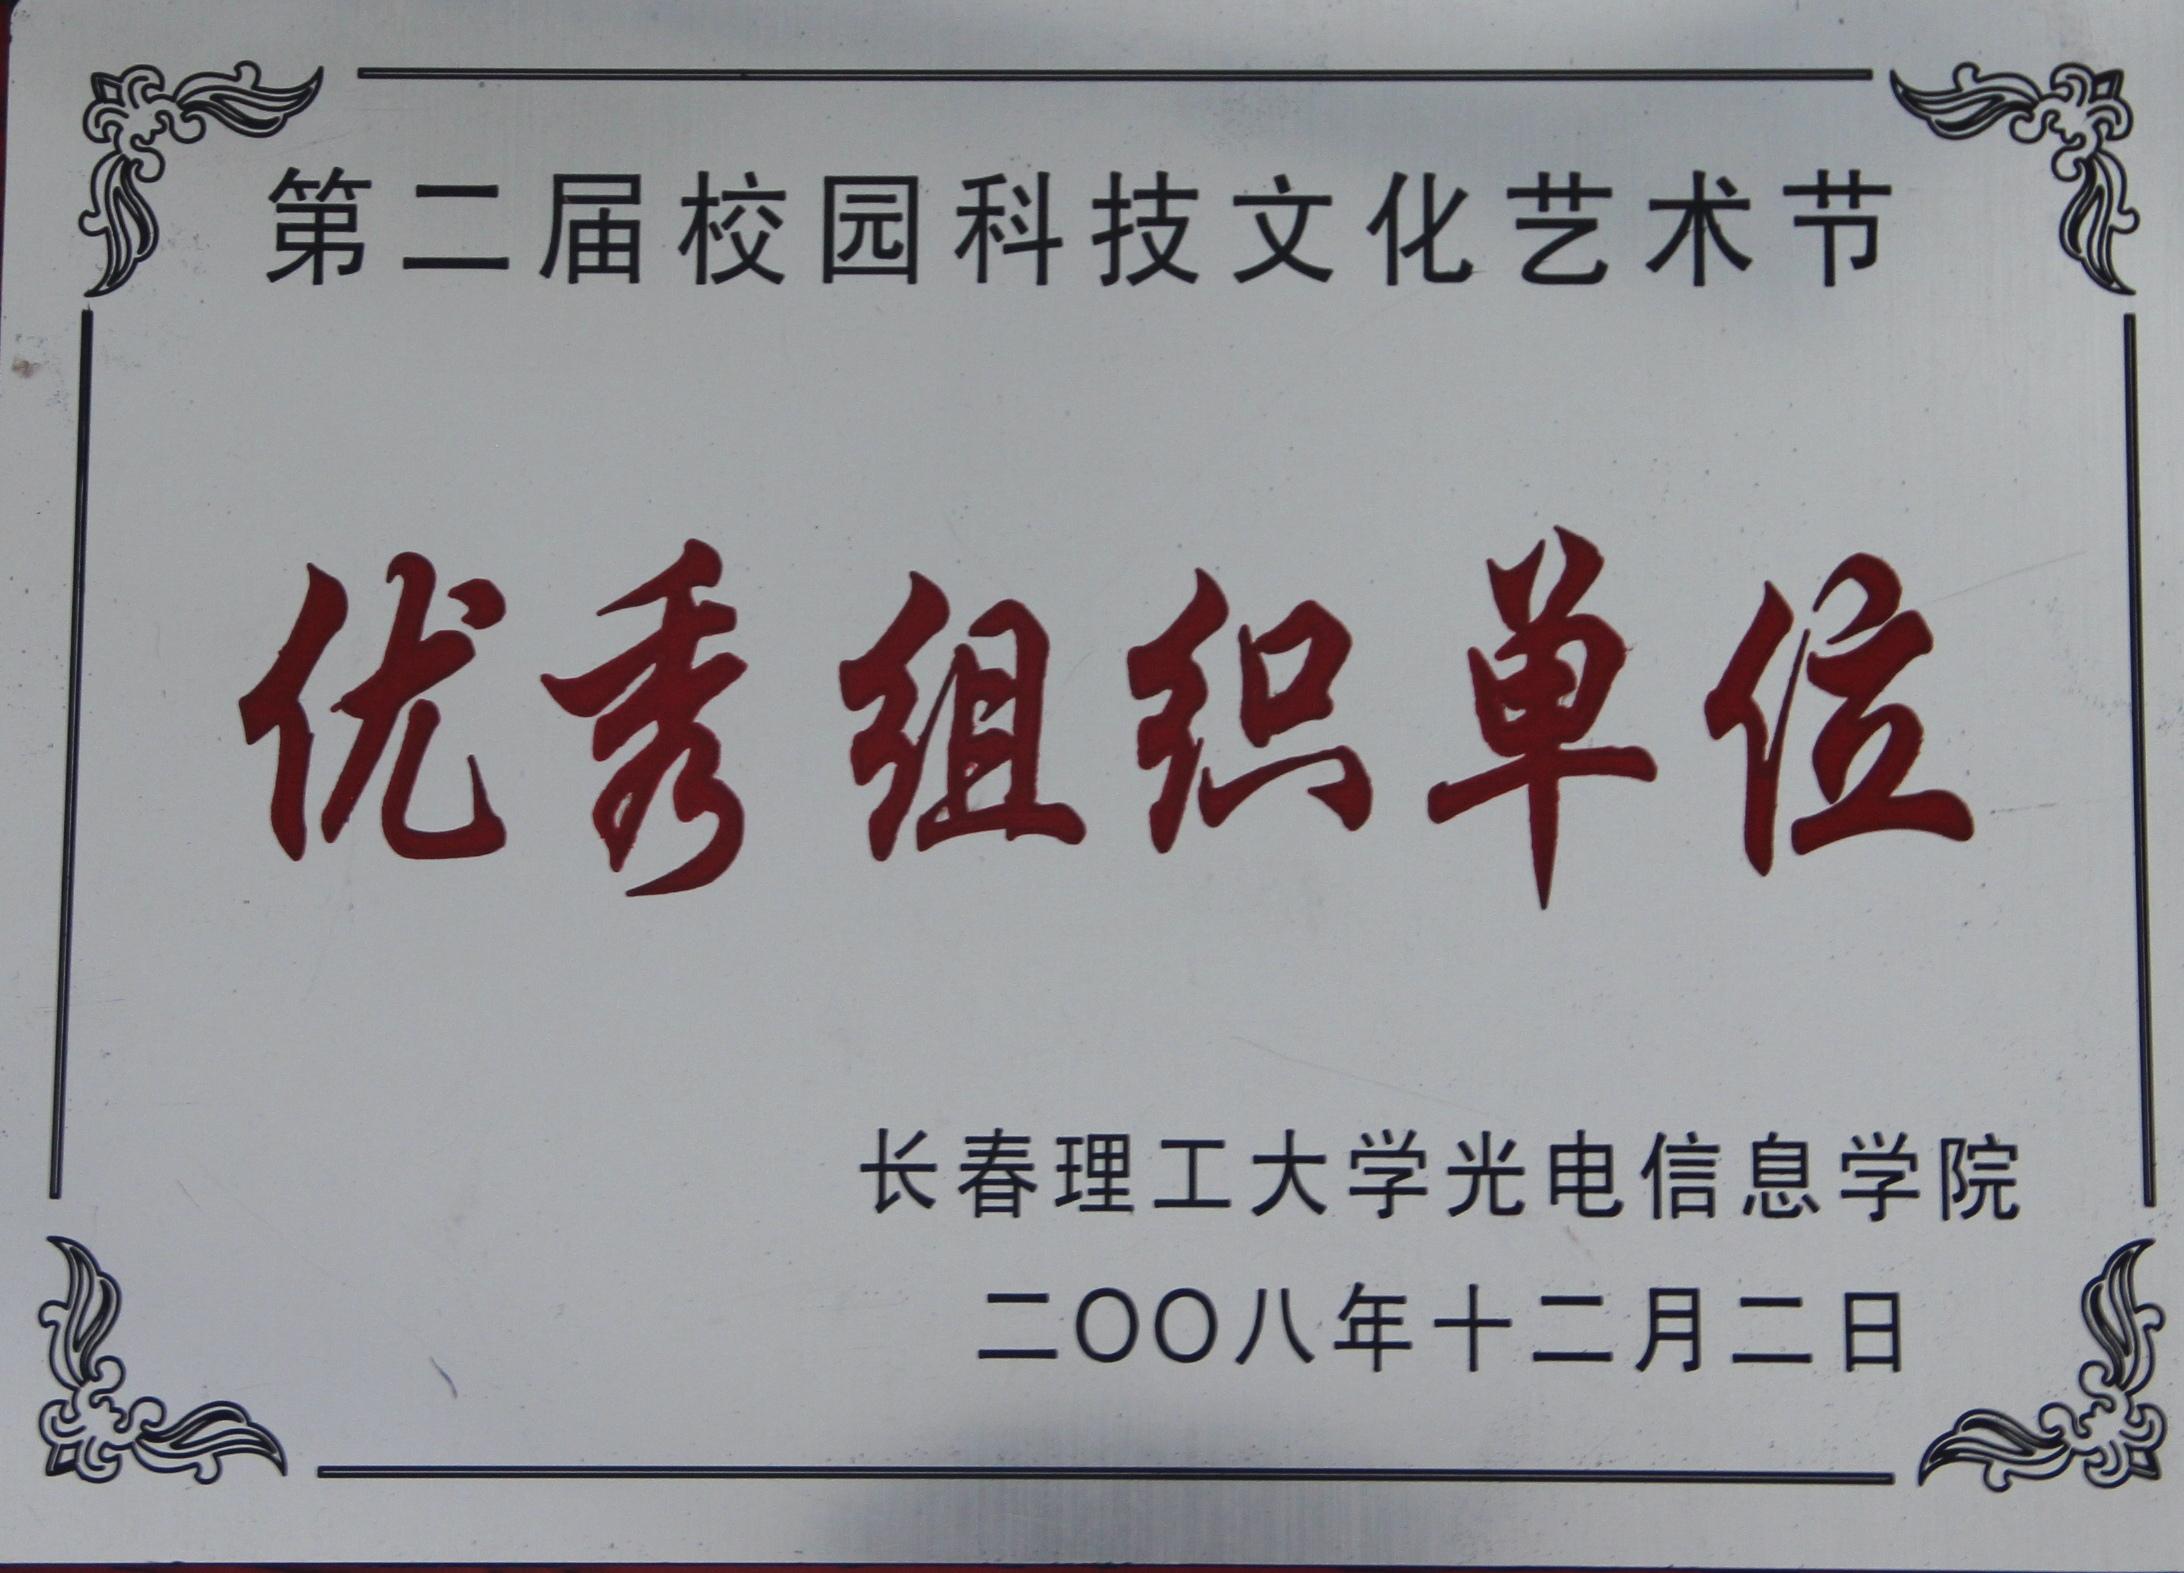 第二届校园科技文化艺术节
优秀组织单位
长春理工大学光电信息学院
二〇〇八年十二月二日